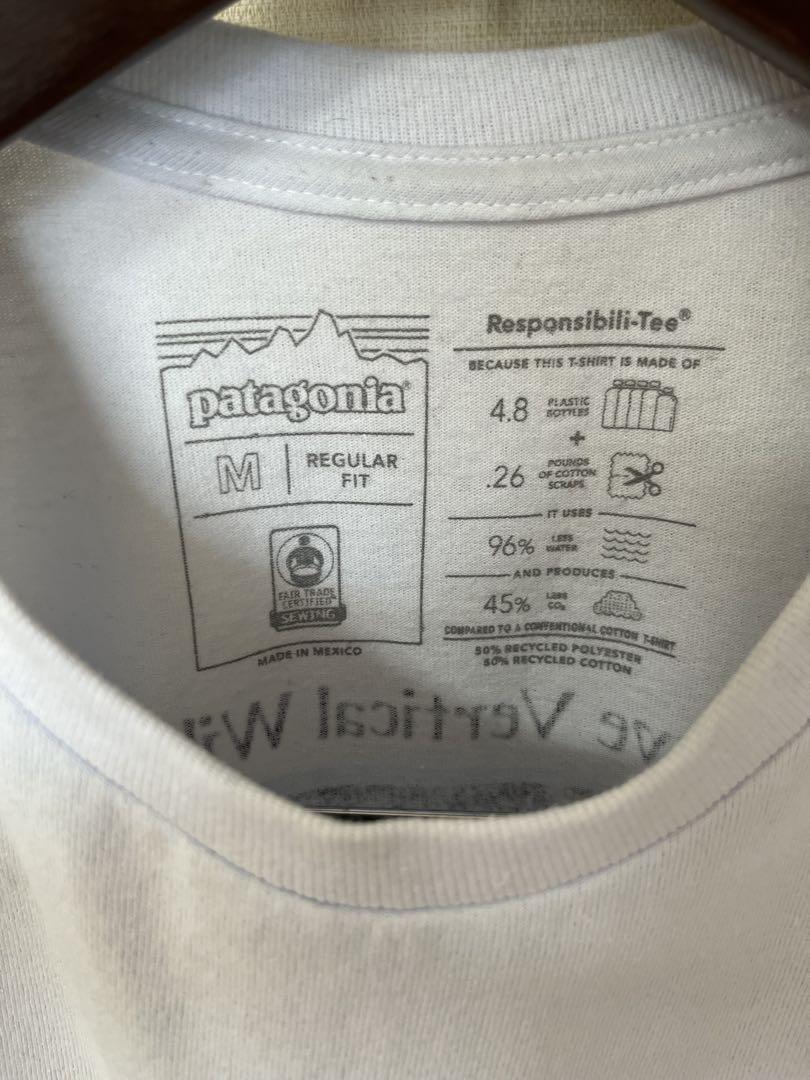 patagonia®
M
REGULAR
FIT
FAIR TRADE
CERTIFIED™
SEWING
MADE IN MEXICO
Responsibili-Tee®
BECAUSE THIS T-SHIRT IS MADE OF
4.8 PLASTIC
BOTTLES
+
.26 POUNDS
OF COTTON
SCRAPS
IT USES
96% LESS
WATER
AND PRODUCES
45% LESS
CO₂
COMPARED TO A CONVENTIONAL COTTON T-SHIRT
50% RECYCLED POLYESTER
50% RECYCLED COTTON
Vertical